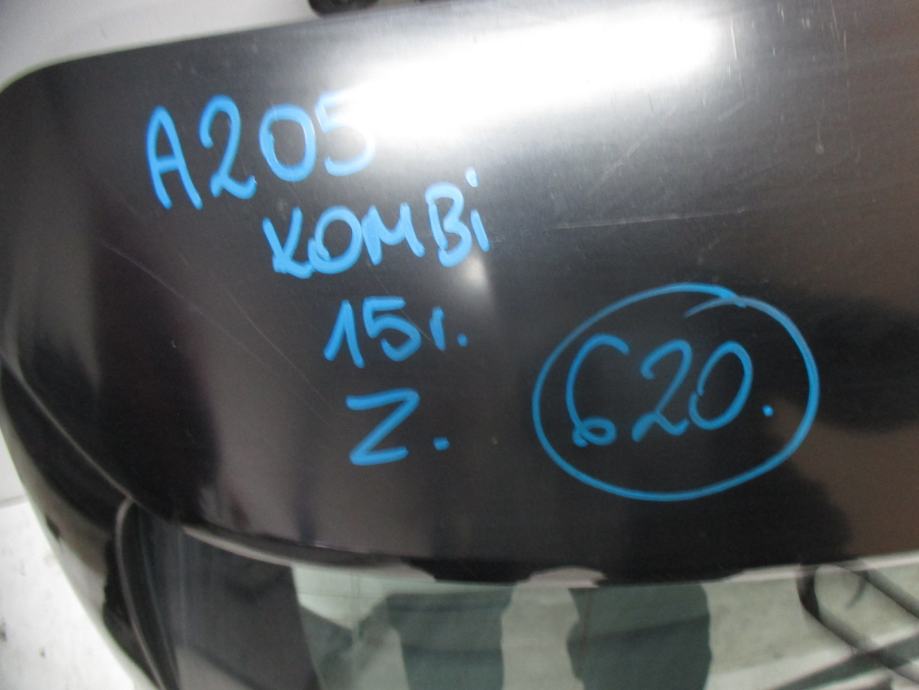 A205
KOMBi
15r.
Z.
620.